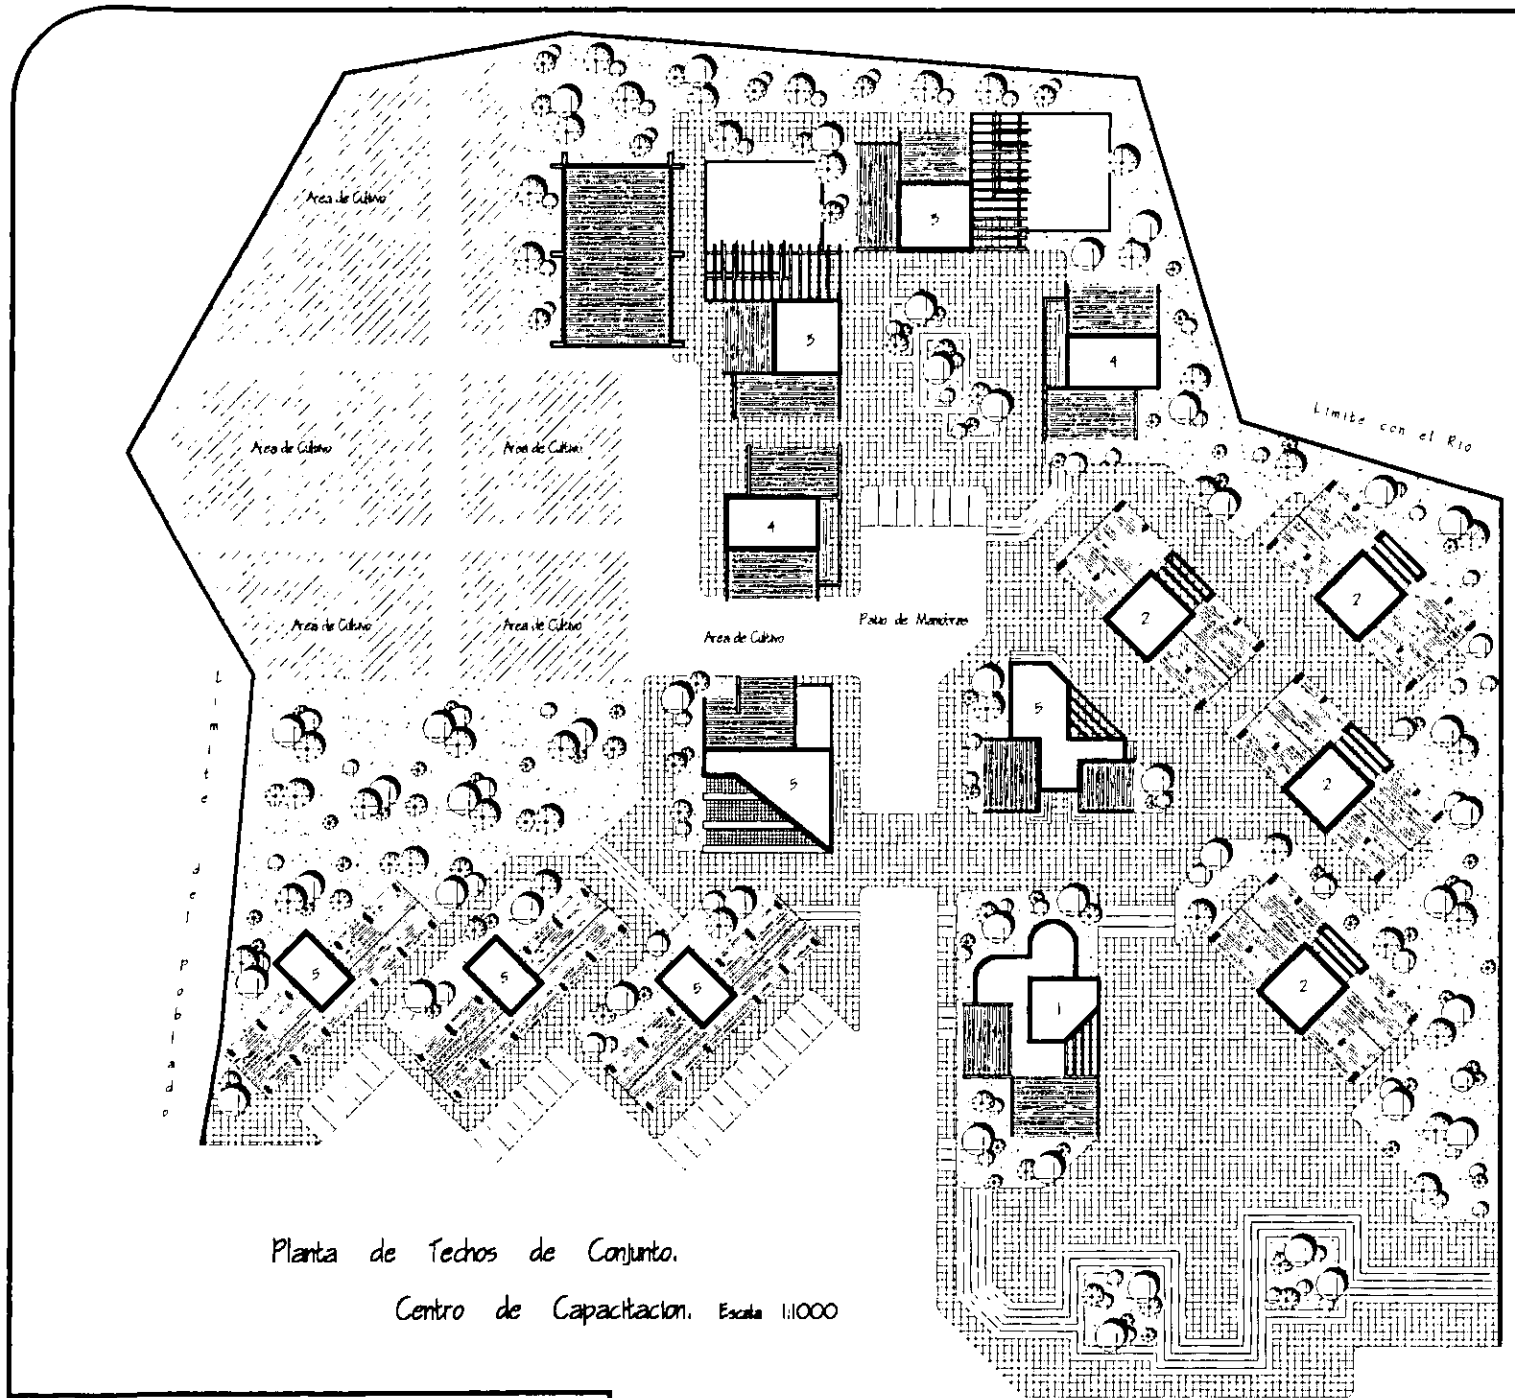 Area de Cultivo
3
3
4
Limite con el Rio
Area de Cultivo
Area de Cultivo
4
2
2
Area de Cultivo
Area de Cultivo
Area de Cultivo
Patio de Maniobras
Limite del Poblado
5
5
2
5
5
5
1
2
Planta de Techos de Conjunto.
Centro de Capacitacion. Escala 1:1000